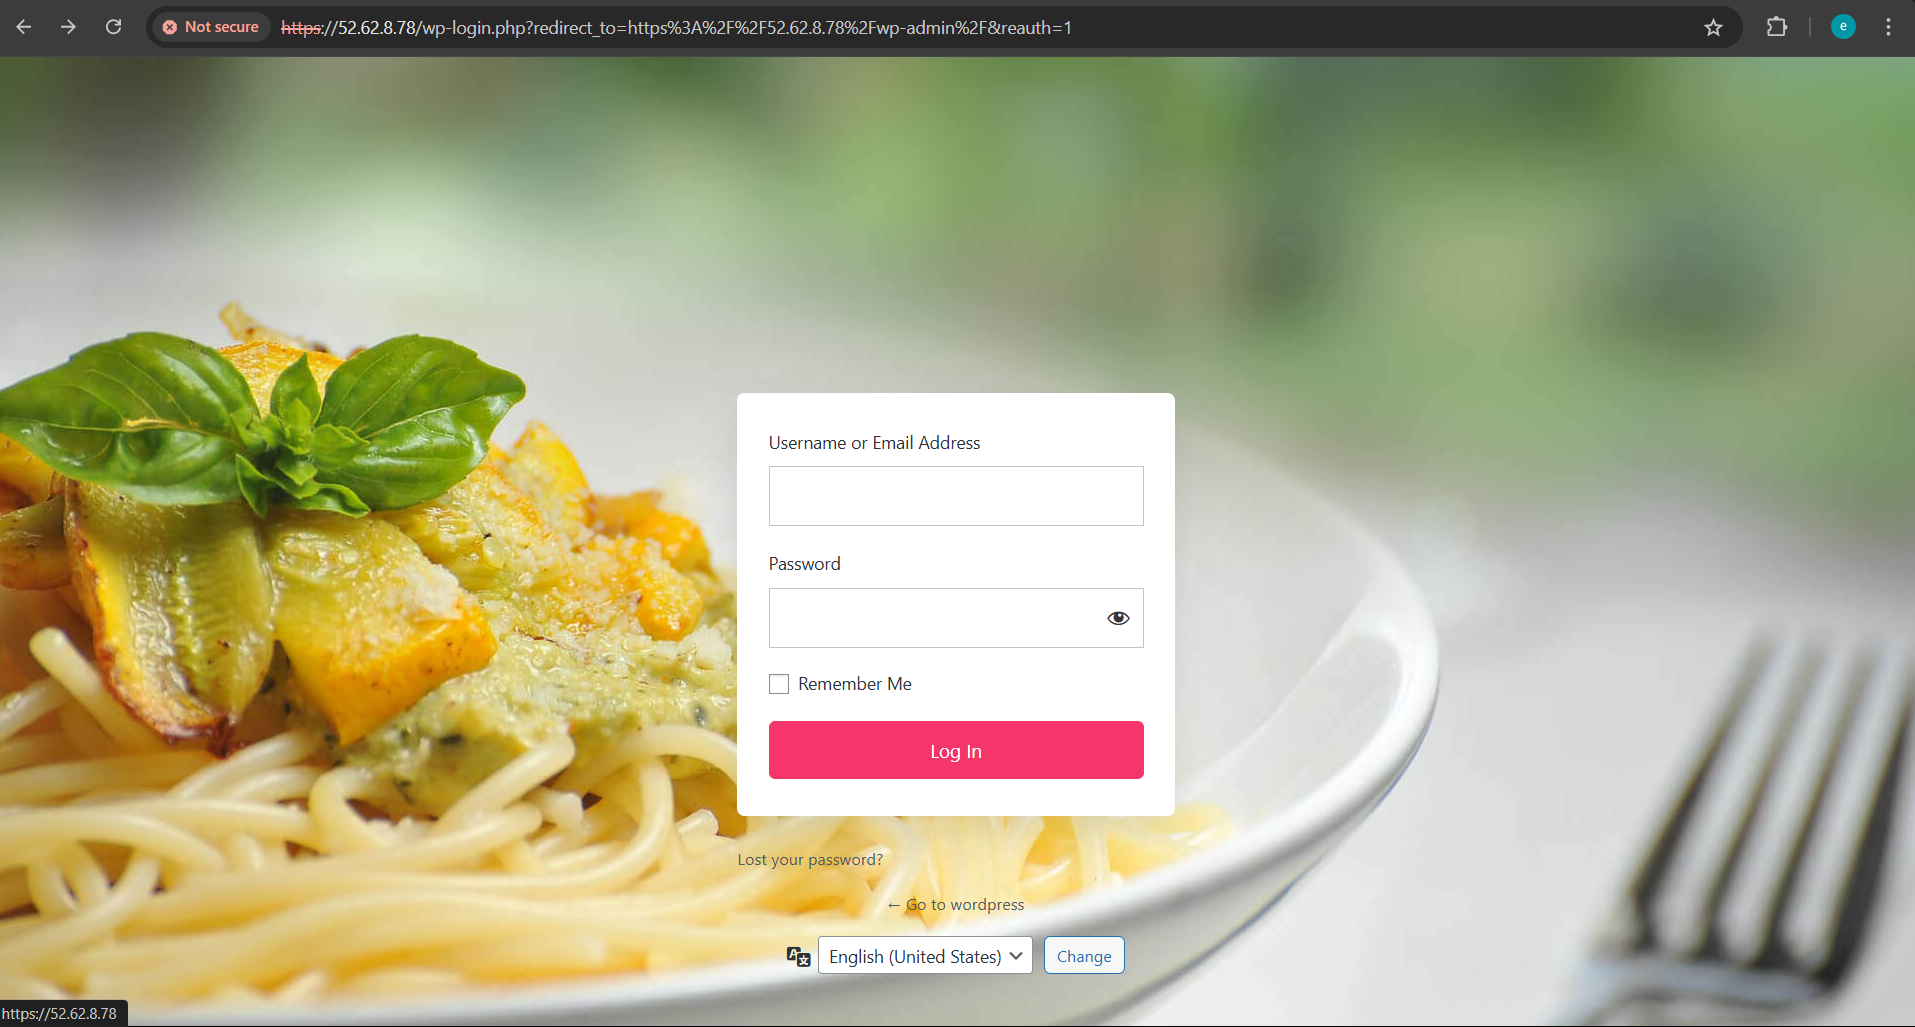 Not secure https://52.62.8.78/wp-login.php?redirect_to=https%3A%2F%2F52.62.8.78%2Fwp-admin%2F&reauth=1
e
Username or Email Address
Password
Remember Me
Log In
Lost your password?
← Go to wordpress
English (United States)
Change
https://52.62.8.78